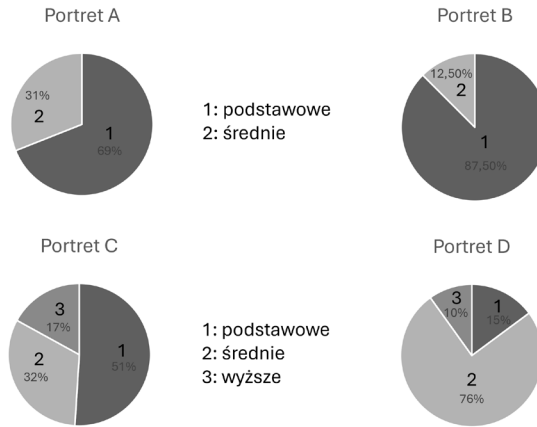 Portret A
31%
2
1
69%
1: podstawowe
2: średnie
Portret B
12,50%
2
1
87,50%
Portret C
3
17%
2
32%
1
51%
1: podstawowe
2: średnie
3: wyższe
Portret D
3
10%
1
15%
2
76%